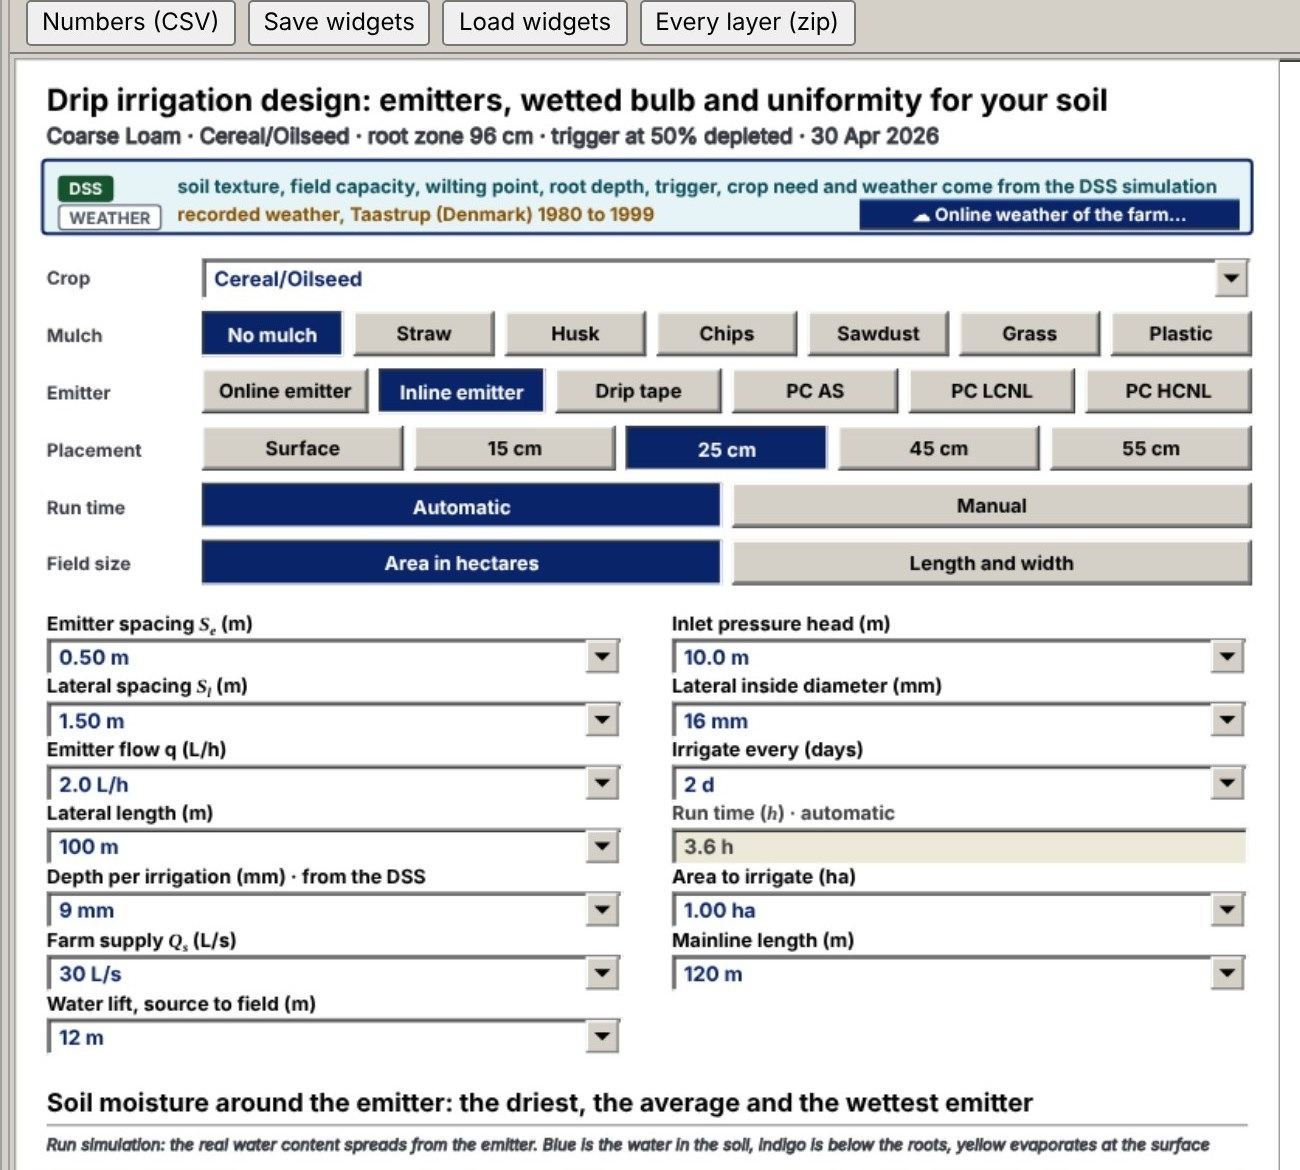 Numbers (CSV) Save widgets Load widgets Every layer (zip)
Drip irrigation design: emitters, wetted bulb and uniformity for your soil
Coarse Loam · Cereal/Oilseed · root zone 96 cm · trigger at 50% depleted · 30 Apr 2026
DSS soil texture, field capacity, wilting point, root depth, trigger, crop need and weather come from the DSS simulation
WEATHER recorded weather, Taastrup (Denmark) 1980 to 1999 ☁ Online weather of the farm...
Crop Cereal/Oilseed
Mulch No mulch Straw Husk Chips Sawdust Grass Plastic
Emitter Online emitter Inline emitter Drip tape PC AS PC LCNL PC HCNL
Placement Surface 15 cm 25 cm 45 cm 55 cm
Run time Automatic Manual
Field size Area in hectares Length and width
Emitter spacing Se (m) Inlet pressure head (m)
0.50 m 10.0 m
Lateral spacing Sl (m) Lateral inside diameter (mm)
1.50 m 16 mm
Emitter flow q (L/h) Irrigate every (days)
2.0 L/h 2 d
Lateral length (m) Run time (h) · automatic
100 m 3.6 h
Depth per irrigation (mm) · from the DSS Area to irrigate (ha)
9 mm 1.00 ha
Farm supply Qs (L/s) Mainline length (m)
30 L/s 120 m
Water lift, source to field (m)
12 m
Soil moisture around the emitter: the driest, the average and the wettest emitter
Run simulation: the real water content spreads from the emitter. Blue is the water in the soil, indigo is below the roots, yellow evaporates at the surface